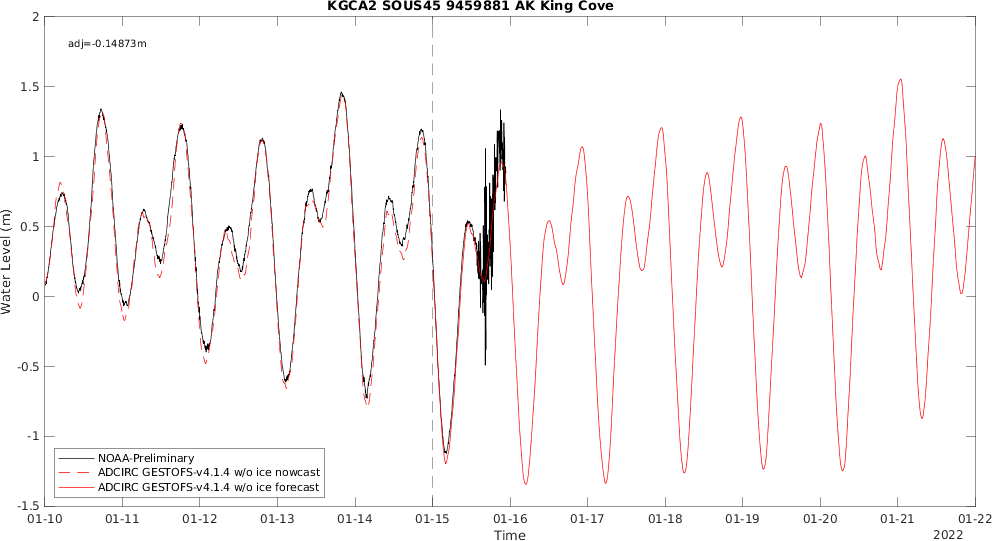 KGCA2 SOUS45 9459881 AK King Cove
adj=-0.14873m
2
1.5
1
0.5
0
-0.5
-1
-1.5
Water Level (m)
NOAA-Preliminary
ADCIRC GESTOFS-v4.1.4 w/o ice nowcast
ADCIRC GESTOFS-v4.1.4 w/o ice forecast
01-10 01-11 01-12 01-13 01-14 01-15 01-16 01-17 01-18 01-19 01-20 01-21 01-22
Time
2022